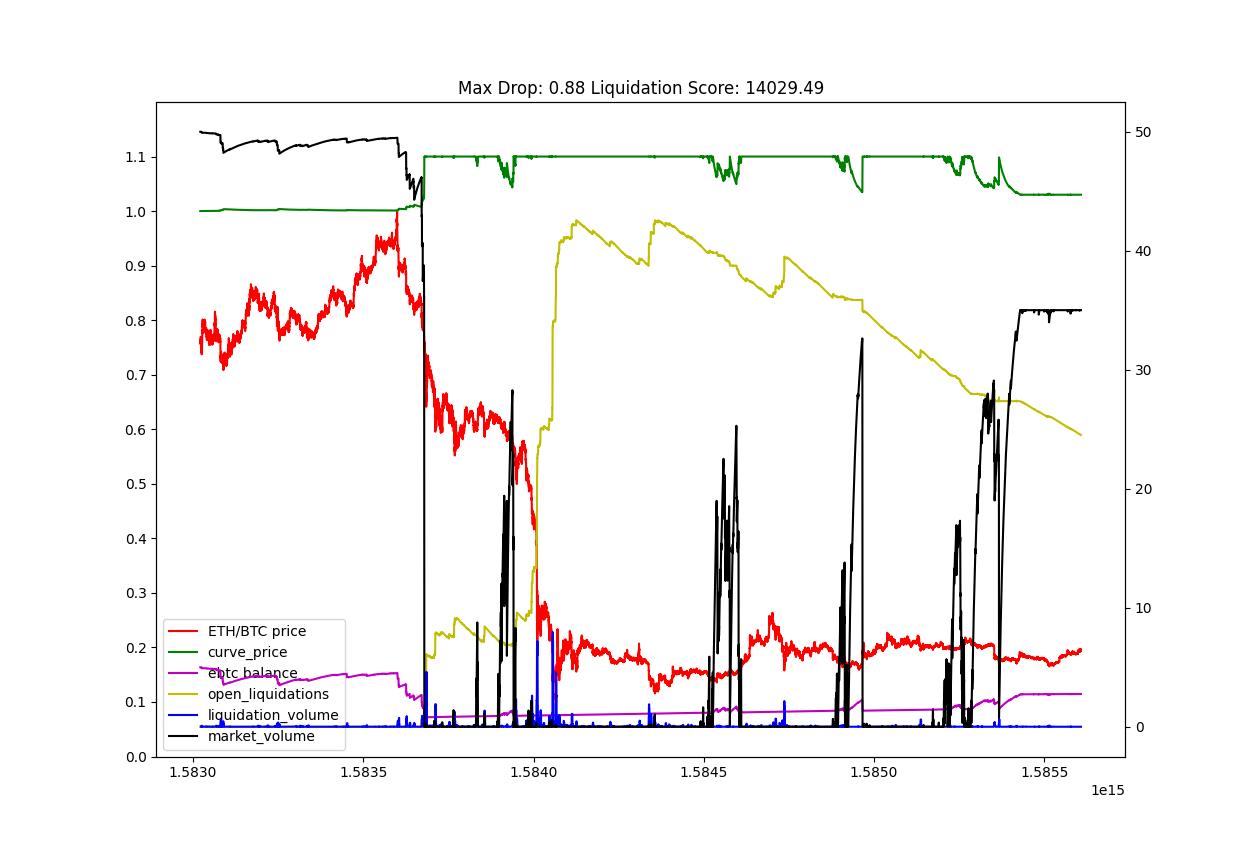 Max Drop: 0.88 Liquidation Score: 14029.49
1.1
1.0
0.9
0.8
0.7
0.6
0.5
0.4
0.3
0.2
0.1
0.0
50
40
30
20
10
0
ETH/BTC price
curve_price
ebtc balance
open_liquidations
liquidation_volume
market_volume
1.5830 1.5835 1.5840 1.5845 1.5850 1.5855
1e15